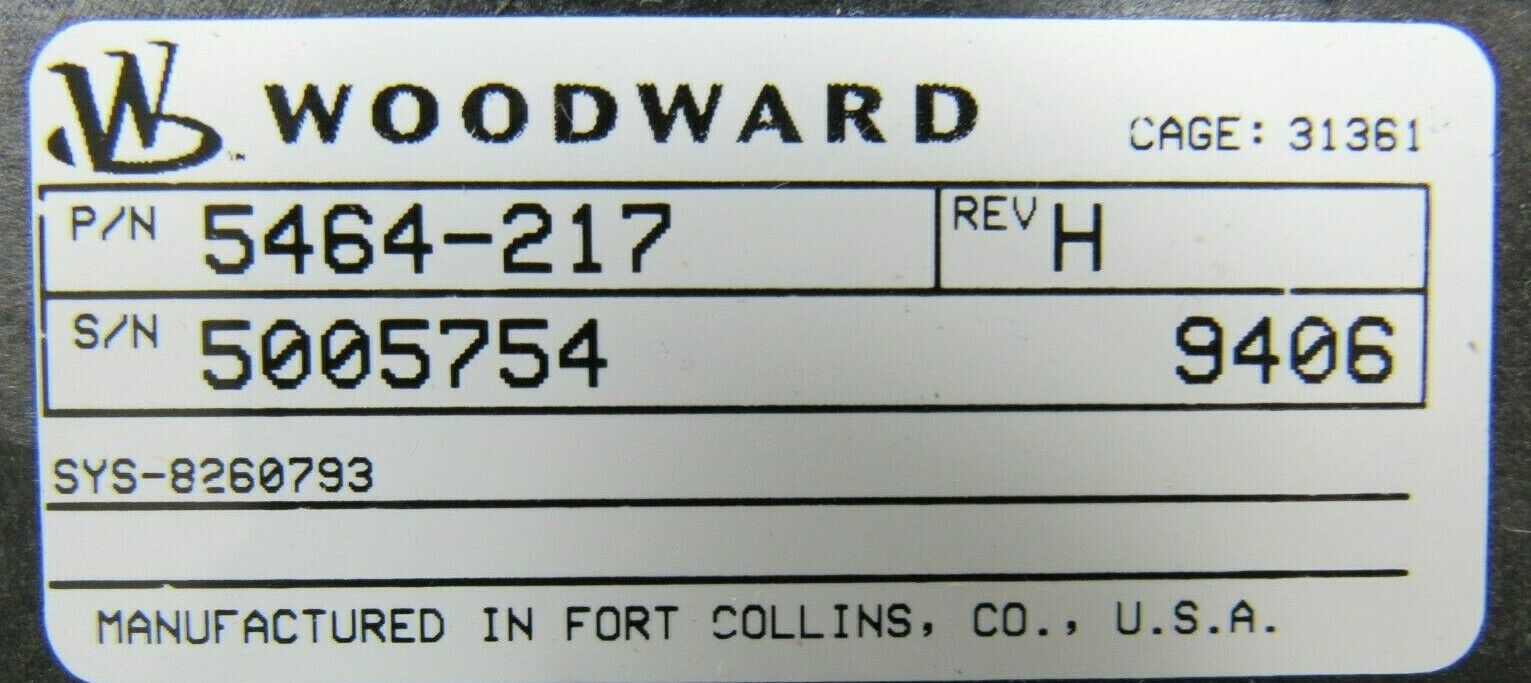 WOODWARD CAGE: 31361
P/N 5464-217 REV H
S/N 5005754 9406
SYS-8260793
MANUFACTURED IN FORT COLLINS, CO., U.S.A.